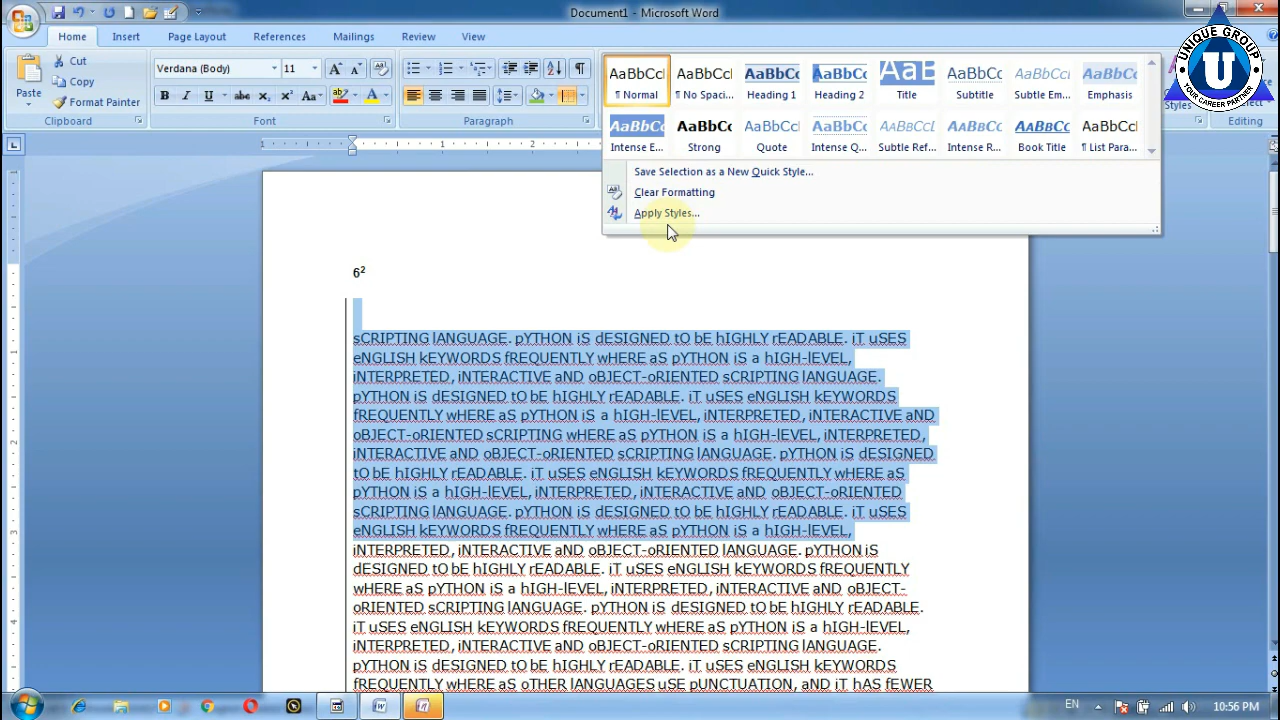 Document1 - Microsoft Word
Home Insert Page Layout References Mailings Review View
Paste
Cut
Copy
Format Painter
Clipboard
Verdana (Body) 11
B I U abc x₂ x² Aa
Font
Paragraph
AaBbCcI AaBbCcI AaBbCc AaBbCc AaB AaBbCcI AaBbCcI AaBbCcI
¶ Normal ¶ No Spaci... Heading 1 Heading 2 Title Subtitle Subtle Em... Emphasis
AaBbCcI AaBbCc AaBbCcI AaBbCcI AaBbCcI AaBbCcI AaBbCcI AaBbCcI
Intense E... Strong Quote Intense Q... Subtle Ref... Intense R... Book Title ¶ List Para...
Save Selection as a New Quick Style...
Clear Formatting
Apply Styles...
Styles
Editing
UNIQUE GROUP
U
YOUR CAREER PARTNER
1 1 2
6²
sCRIPTING lANGUAGE. pYTHON iS dESIGNED tO bE hIGHLY rEADABLE. iT uSES
eNGLISH kEYWORDS fREQUENTLY wHERE aS pYTHON iS a hIGH-lEVEL,
iNTERPRETED, iNTERACTIVE aND oBJECT-oRIENTED sCRIPTING lANGUAGE.
pYTHON iS dESIGNED tO bE hIGHLY rEADABLE. iT uSES eNGLISH kEYWORDS
fREQUENTLY wHERE aS pYTHON iS a hIGH-lEVEL, iNTERPRETED, iNTERACTIVE aND
oBJECT-oRIENTED sCRIPTING wHERE aS pYTHON iS a hIGH-lEVEL, iNTERPRETED,
iNTERACTIVE aND oBJECT-oRIENTED sCRIPTING lANGUAGE. pYTHON iS dESIGNED
tO bE hIGHLY rEADABLE. iT uSES eNGLISH kEYWORDS fREQUENTLY wHERE aS
pYTHON iS a hIGH-lEVEL, iNTERPRETED, iNTERACTIVE aND oBJECT-oRIENTED
sCRIPTING lANGUAGE. pYTHON iS dESIGNED tO bE hIGHLY rEADABLE. iT uSES
eNGLISH kEYWORDS fREQUENTLY wHERE aS pYTHON iS a hIGH-lEVEL,
iNTERPRETED, iNTERACTIVE aND oBJECT-oRIENTED lANGUAGE. pYTHON iS
dESIGNED tO bE hIGHLY rEADABLE. iT uSES eNGLISH kEYWORDS fREQUENTLY
wHERE aS pYTHON iS a hIGH-lEVEL, iNTERPRETED, iNTERACTIVE aND oBJECT-
oRIENTED sCRIPTING lANGUAGE. pYTHON iS dESIGNED tO bE hIGHLY rEADABLE.
iT uSES eNGLISH kEYWORDS fREQUENTLY wHERE aS pYTHON iS a hIGH-lEVEL,
iNTERPRETED, iNTERACTIVE aND oBJECT-oRIENTED sCRIPTING lANGUAGE.
pYTHON iS dESIGNED tO bE hIGHLY rEADABLE. iT uSES eNGLISH kEYWORDS
fREQUENTLY wHERE aS oTHER lANGUAGES uSE pUNCTUATION, aND iT hAS fEWER
EN 10:56 PM